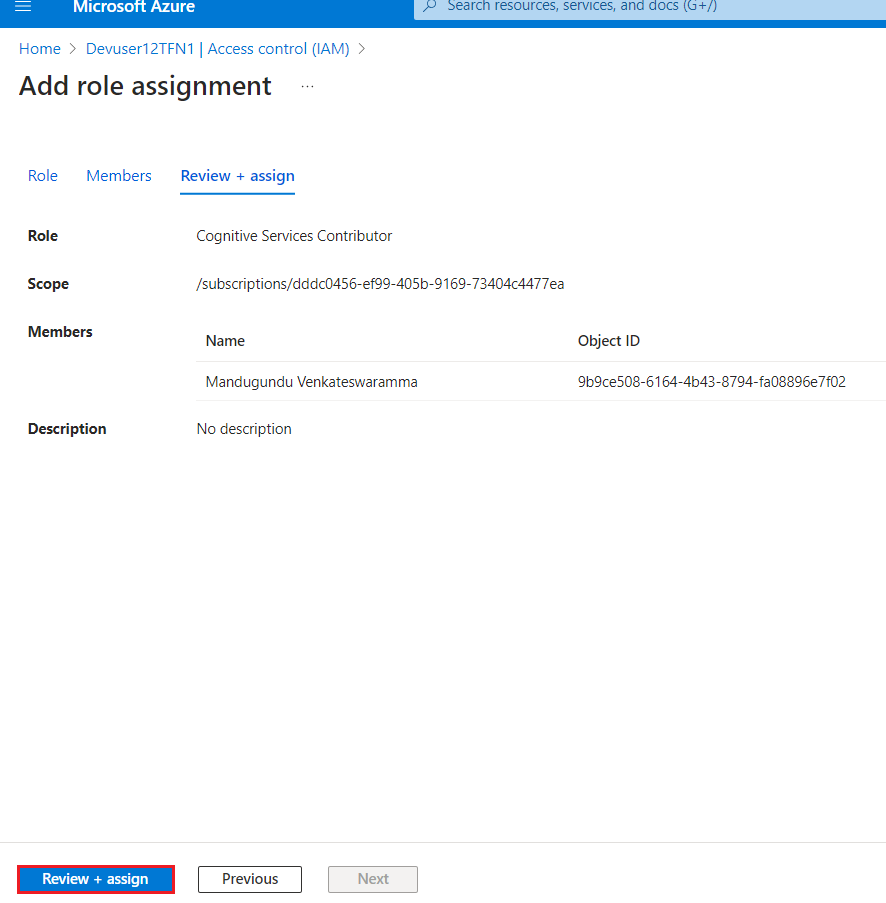 Microsoft Azure
Search resources, services, and docs (G+/)
Home > Devuser12TFN1 | Access control (IAM) >
Add role assignment ...
Role Members Review + assign
Role Cognitive Services Contributor
Scope /subscriptions/dddc0456-ef99-405b-9169-73404c4477ea
Members
Name Object ID
Mandugundu Venkateswaramma 9b9ce508-6164-4b43-8794-fa08896e7f02
Description No description
Review + assign Previous Next